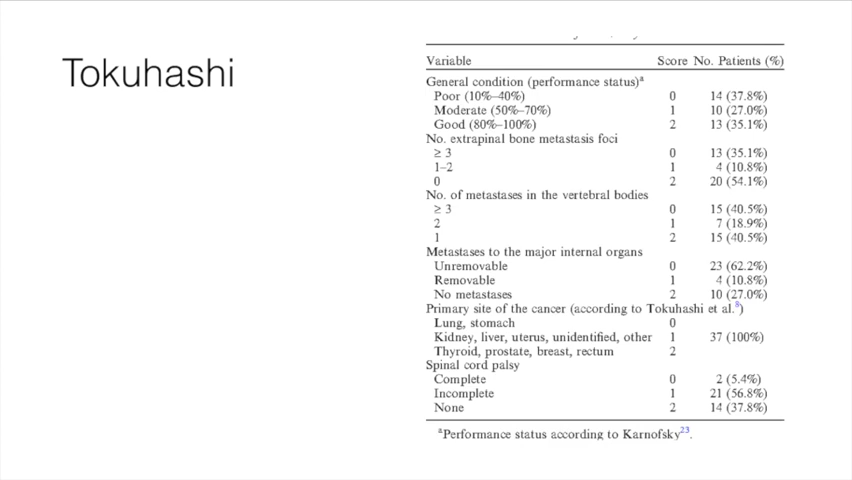 Tokuhashi
Variable Score No. Patients (%)
General condition (performance status)a
Poor (10%–40%) 0 14 (37.8%)
Moderate (50%–70%) 1 10 (27.0%)
Good (80%–100%) 2 13 (35.1%)
No. extrapinal bone metastasis foci
≥ 3 0 13 (35.1%)
1–2 1 4 (10.8%)
0 2 20 (54.1%)
No. of metastases in the vertebral bodies
≥ 3 0 15 (40.5%)
2 1 7 (18.9%)
1 2 15 (40.5%)
Metastases to the major internal organs
Unremovable 0 23 (62.2%)
Removable 1 4 (10.8%)
No metastases 2 10 (27.0%)
Primary site of the cancer (according to Tokuhashi et al.8)
Lung, stomach 0
Kidney, liver, uterus, unidentified, other 1 37 (100%)
Thyroid, prostate, breast, rectum 2
Spinal cord palsy
Complete 0 2 (5.4%)
Incomplete 1 21 (56.8%)
None 2 14 (37.8%)
aPerformance status according to Karnofsky23.